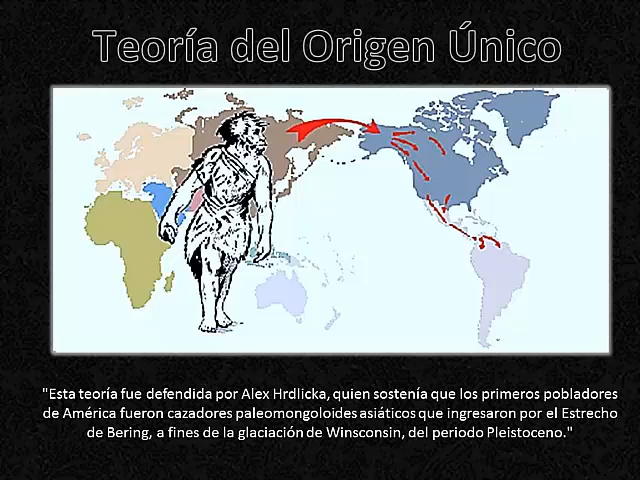 Teoría del Origen Único
"Esta teoría fue defendida por Alex Hrdlicka, quien sostenía que los primeros pobladores
de América fueron cazadores paleomongoloides asiáticos que ingresaron por el Estrecho
de Bering, a fines de la glaciación de Winsconsin, del periodo Pleistoceno."